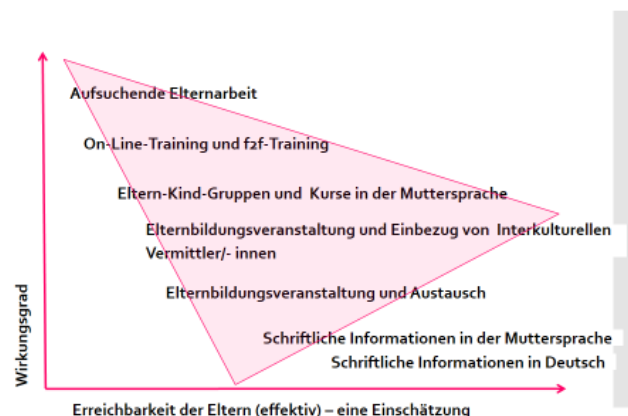 Aufsuchende Elternarbeit
On-Line-Training und f2f-Training
Eltern-Kind-Gruppen und Kurse in der Muttersprache
Elternbildungsveranstaltung und Einbezug von Interkulturellen
Vermittler/- innen
Elternbildungsveranstaltung und Austausch
Schriftliche Informationen in der Muttersprache
Schriftliche Informationen in Deutsch
Wirkungsgrad
Erreichbarkeit der Eltern (effektiv) – eine Einschätzung